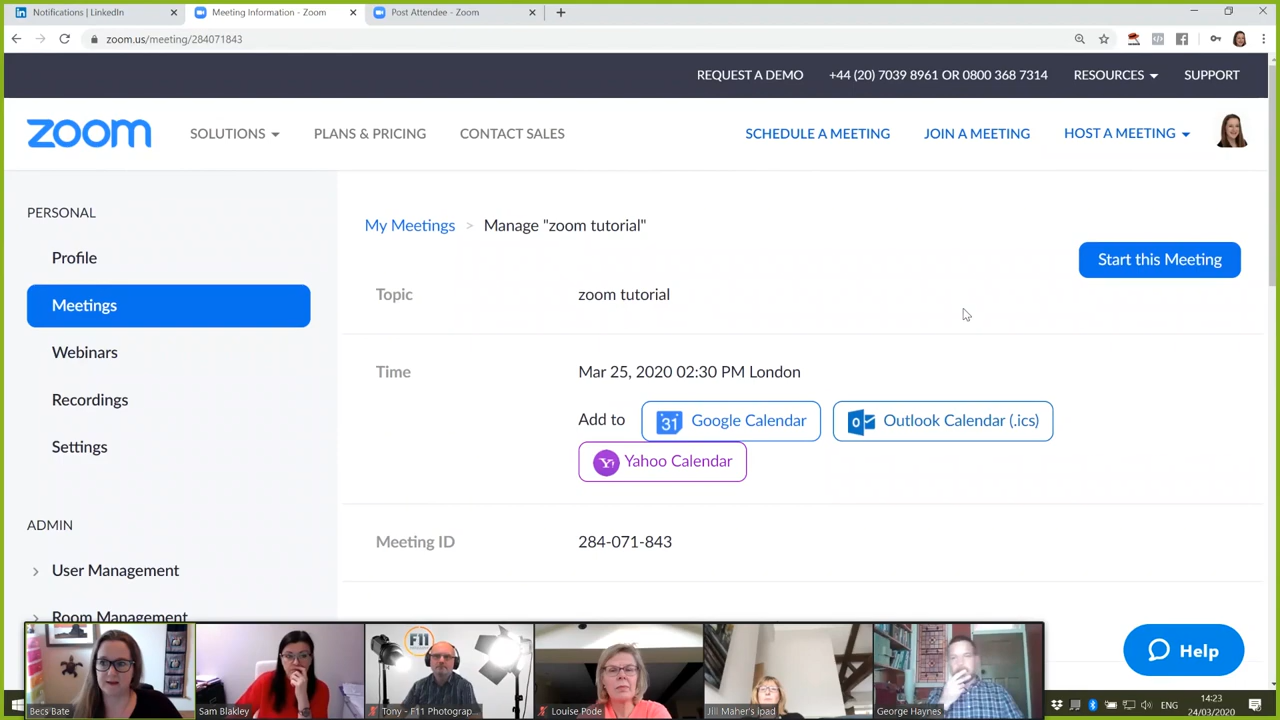 Notifications | LinkedIn
Meeting Information - Zoom
Post Attendee - Zoom
zoom.us/meeting/284071843
REQUEST A DEMO +44 (20) 7039 8961 OR 0800 368 7314 RESOURCES SUPPORT
zoom SOLUTIONS PLANS & PRICING CONTACT SALES SCHEDULE A MEETING JOIN A MEETING HOST A MEETING
PERSONAL
Profile
Meetings
Webinars
Recordings
Settings
ADMIN
User Management
Room Management
My Meetings > Manage "zoom tutorial"
Start this Meeting
Topic zoom tutorial
Time Mar 25, 2020 02:30 PM London
Add to 31 Google Calendar Outlook Calendar (.ics)
Yahoo Calendar
Meeting ID 284-071-843
Help
F11
Becs Bate
Sam Blakley
Tony - F11 Photograp...
Louise Pode
Jill Maher's ipad
George Haynes
ENG
14:23
24/03/2020